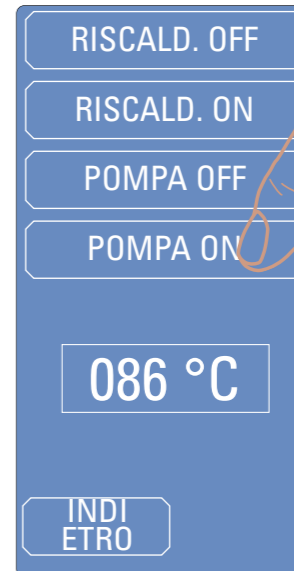 RISCALD. OFF
RISCALD. ON
POMPA OFF
POMPA ON
086 °C
INDI
ETRO